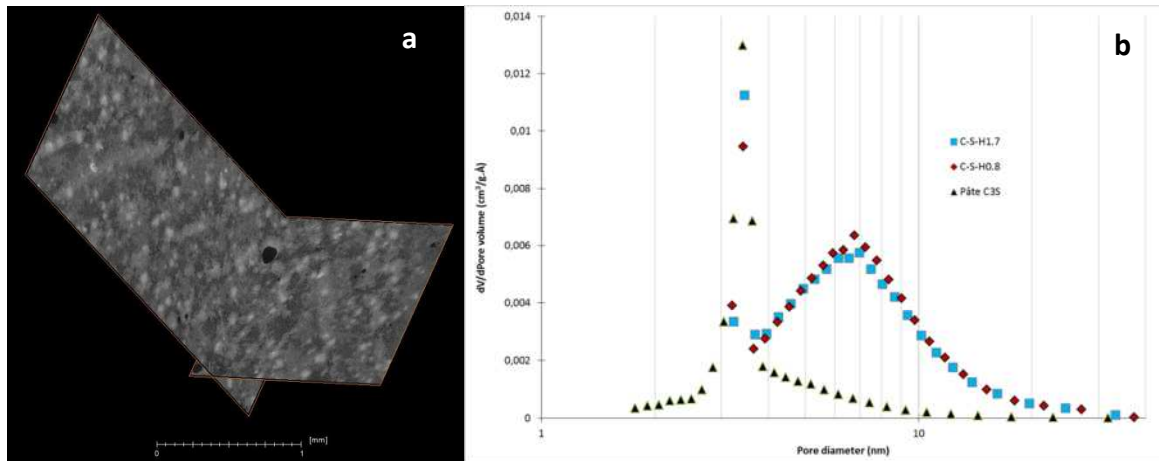 a
[mm]
0 1
b
0,014
0,012
0,01
0,008
0,006
0,004
0,002
0
dV/dPore volume (cm³/g.Å)
1 10
Pore diameter (nm)
C-S-H1.7
C-S-H0.8
Pâte C3S